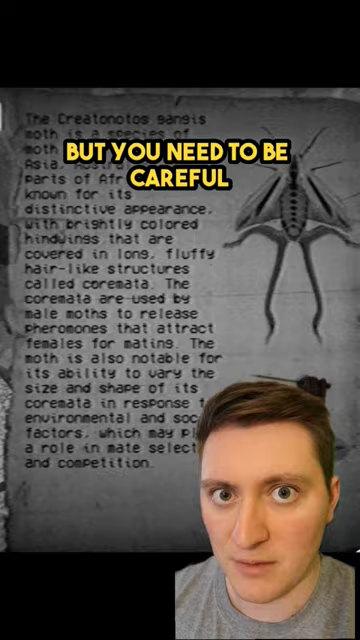 The Creatonotos gangis
moth is a species of
moth
BUT YOU NEED TO BE
CAREFUL
Asia,
parts of
known for its
distinctive appearance,
with brightly colored
hindwings that are
covered in long, fluffy
hair-like structures
called coremata. The
coremata are used by
male moths to release
pheromones that attract
females for mating. The
moth is also notable for
its ability to vary the
size and shape of its
coremata in response
environmental and
factors, which may
a role in mate
and competition.